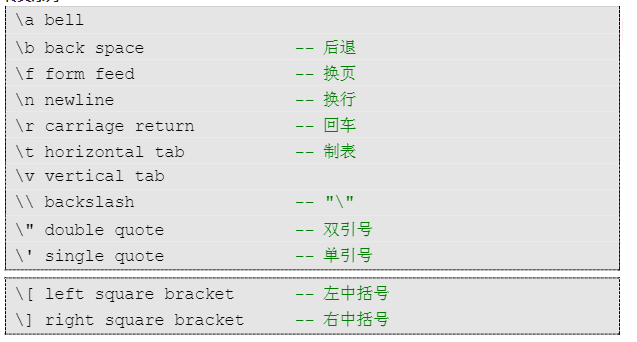 \a bell
\b back space -- 后退
\f form feed -- 换页
\n newline -- 换行
\r carriage return -- 回车
\t horizontal tab -- 制表
\v vertical tab
\\ backslash -- "\"
\" double quote -- 双引号
\' single quote -- 单引号
\[ left square bracket -- 左中括号
\] right square bracket -- 右中括号